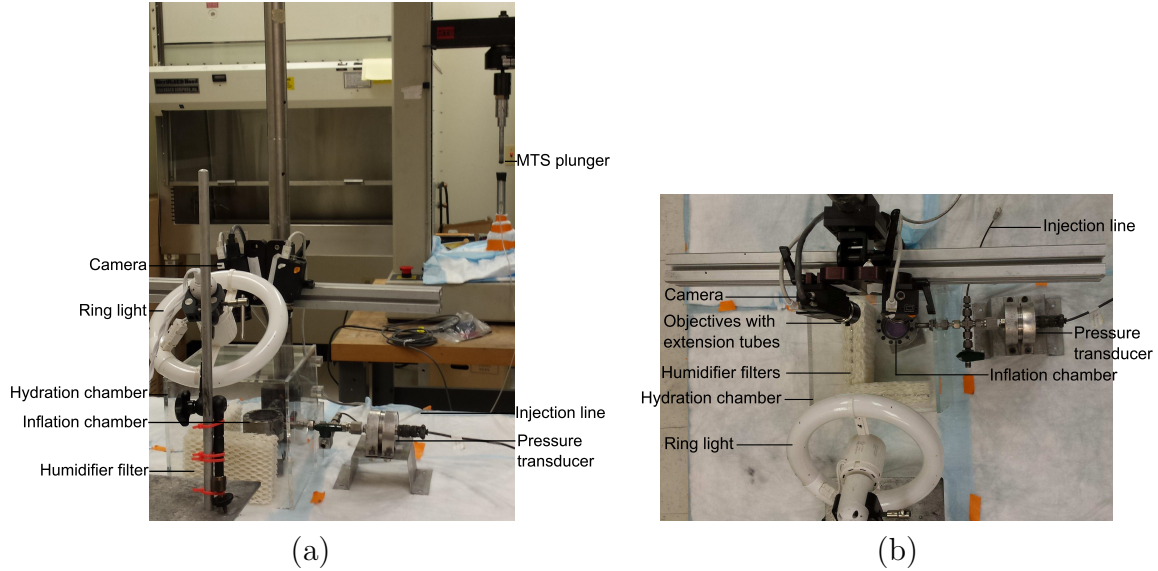 MTS plunger
Camera
Ring light
Hydration chamber
Inflation chamber
Humidifier filter
Injection line
Pressure
transducer
(a)
Injection line
Camera
Objectives with
extension tubes
Humidifier filters
Hydration chamber
Ring light
Pressure
transducer
Inflation chamber
(b)